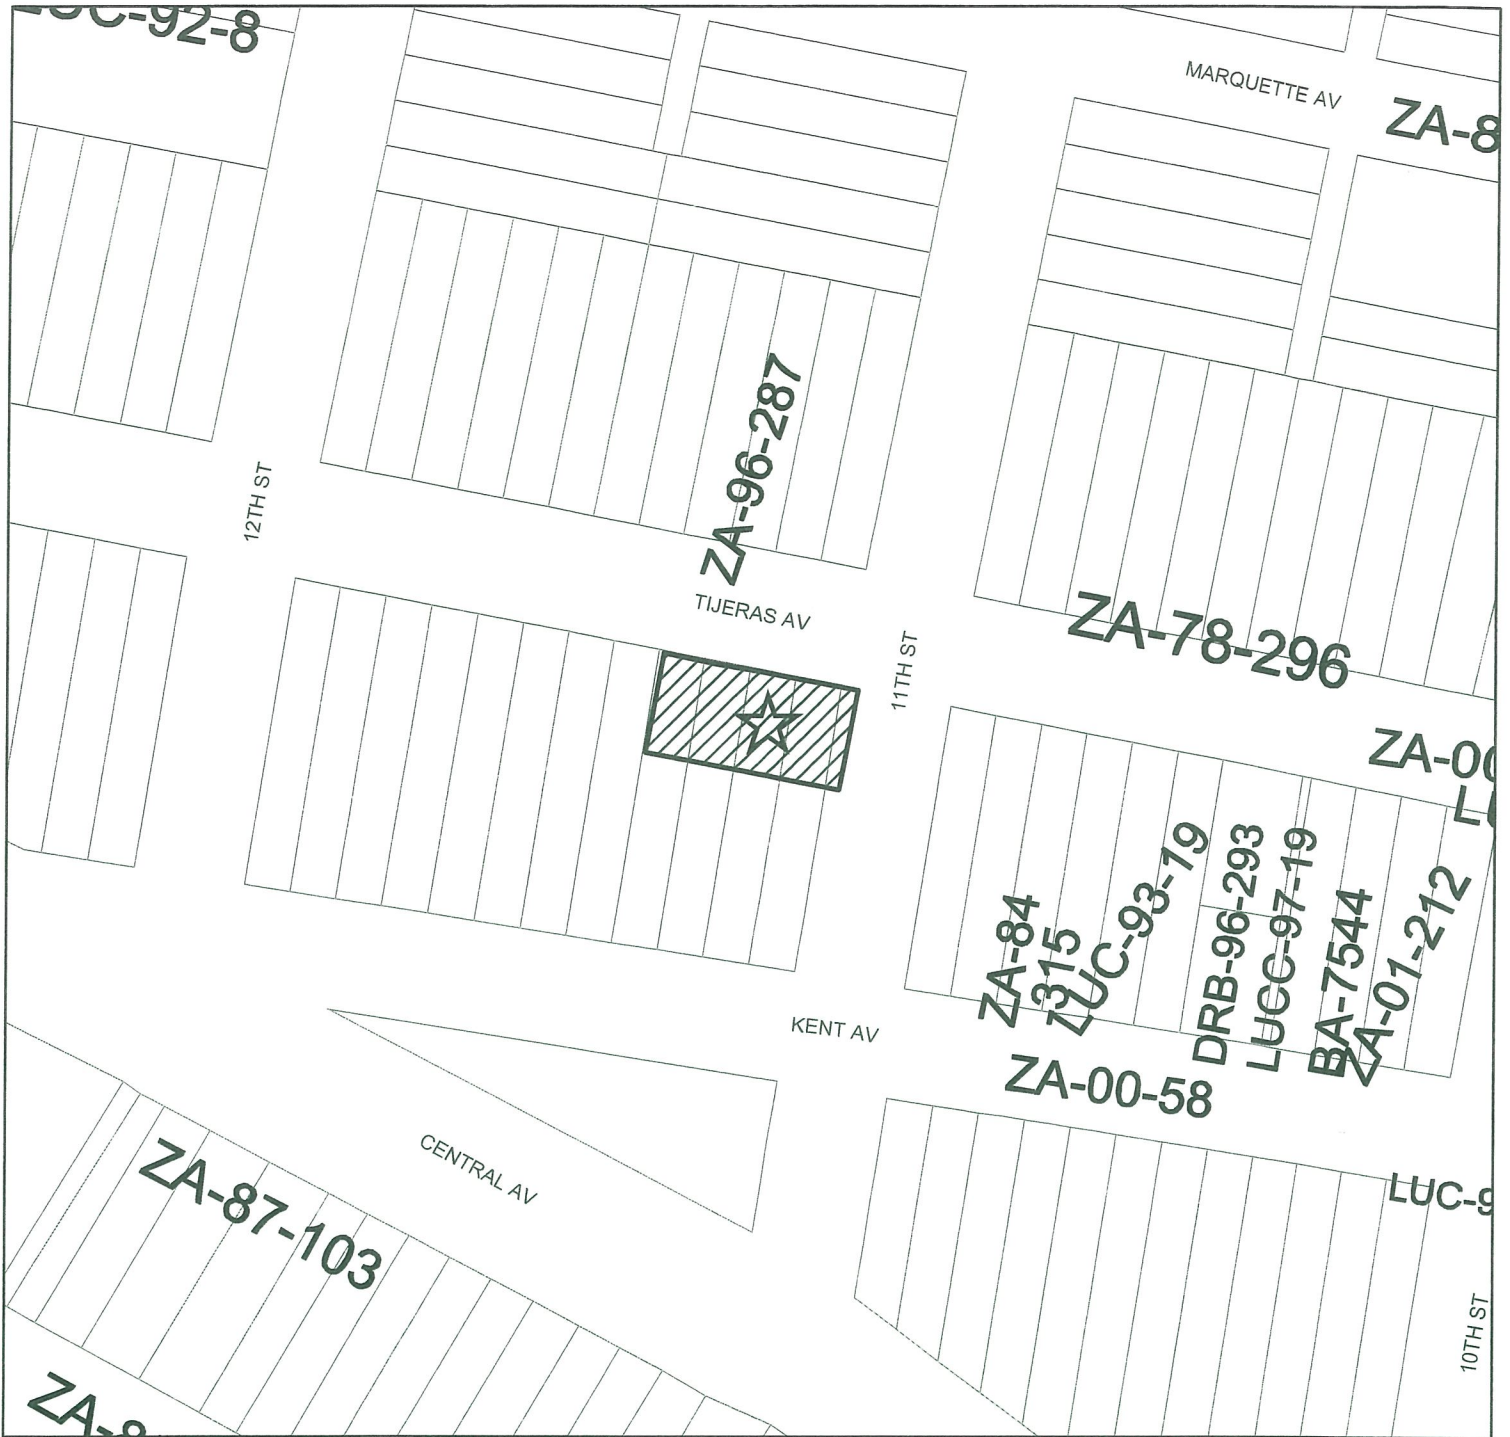 MARQUETTE AV
ZA-96-287
12TH ST
TIJERAS AV
11TH ST
ZA-78-296
ZA-84
315
LUC-93-19
DRB-96-293
LUCC-97-19
BA-7544
ZA-01-212
KENT AV
ZA-00-58
CENTRAL AV
ZA-87-103
10TH ST